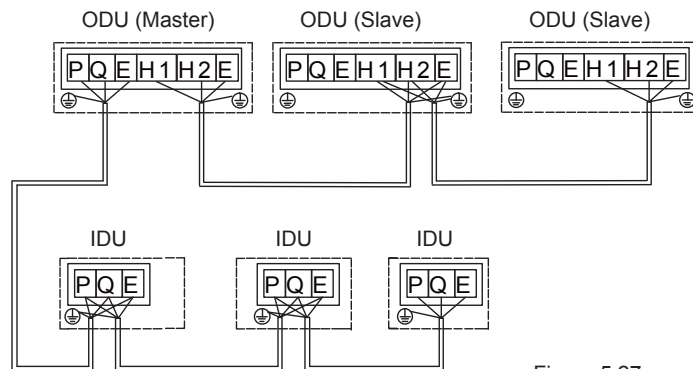 ODU (Master) ODU (Slave) ODU (Slave)
P Q E H1 H2 E P Q E H1 H2 E P Q E H1 H2 E
IDU IDU IDU
P Q E P Q E P Q E